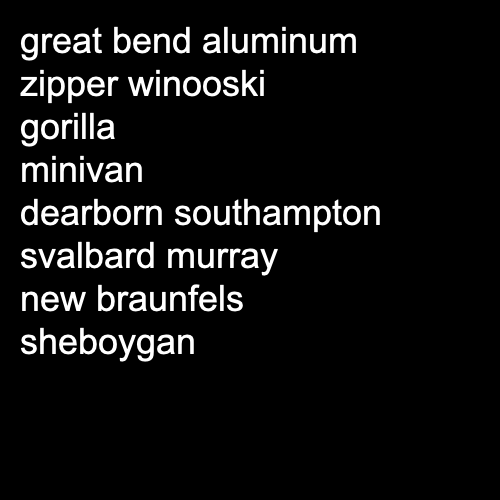 great bend aluminum
zipper winooski
gorilla
minivan
dearborn southampton
svalbard murray
new braunfels
sheboygan